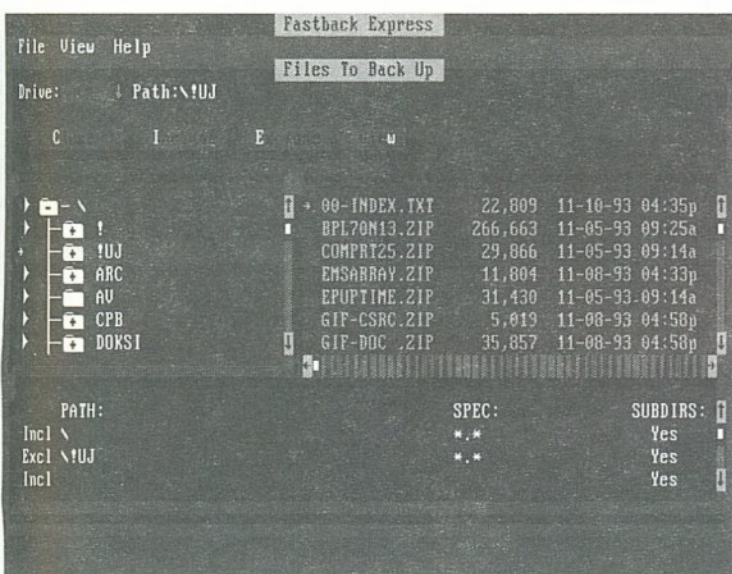 Fastback Express
File View Help
Files To Back Up
Drive: ↓ Path:\!UJ
C I E w
- \
+ !
+ !UJ
+ ARC
AV
+ CPB
+ DOKSI
00-INDEX.TXT 22,809 11-10-93 04:35p
BPL70N13.ZIP 266,663 11-05-93 09:25a
COMPRT25.ZIP 29,866 11-05-93 09:14a
EMSARRAY.ZIP 11,804 11-08-93 04:33p
EPUPTIME.ZIP 31,430 11-05-93 09:14a
GIF-CSRC.ZIP 5,019 11-08-93 04:58p
GIF-DOC .ZIP 35,857 11-08-93 04:58p
PATH: SPEC: SUBDIRS:
Incl \ *.* Yes
Excl \!UJ *.* Yes
Incl Yes